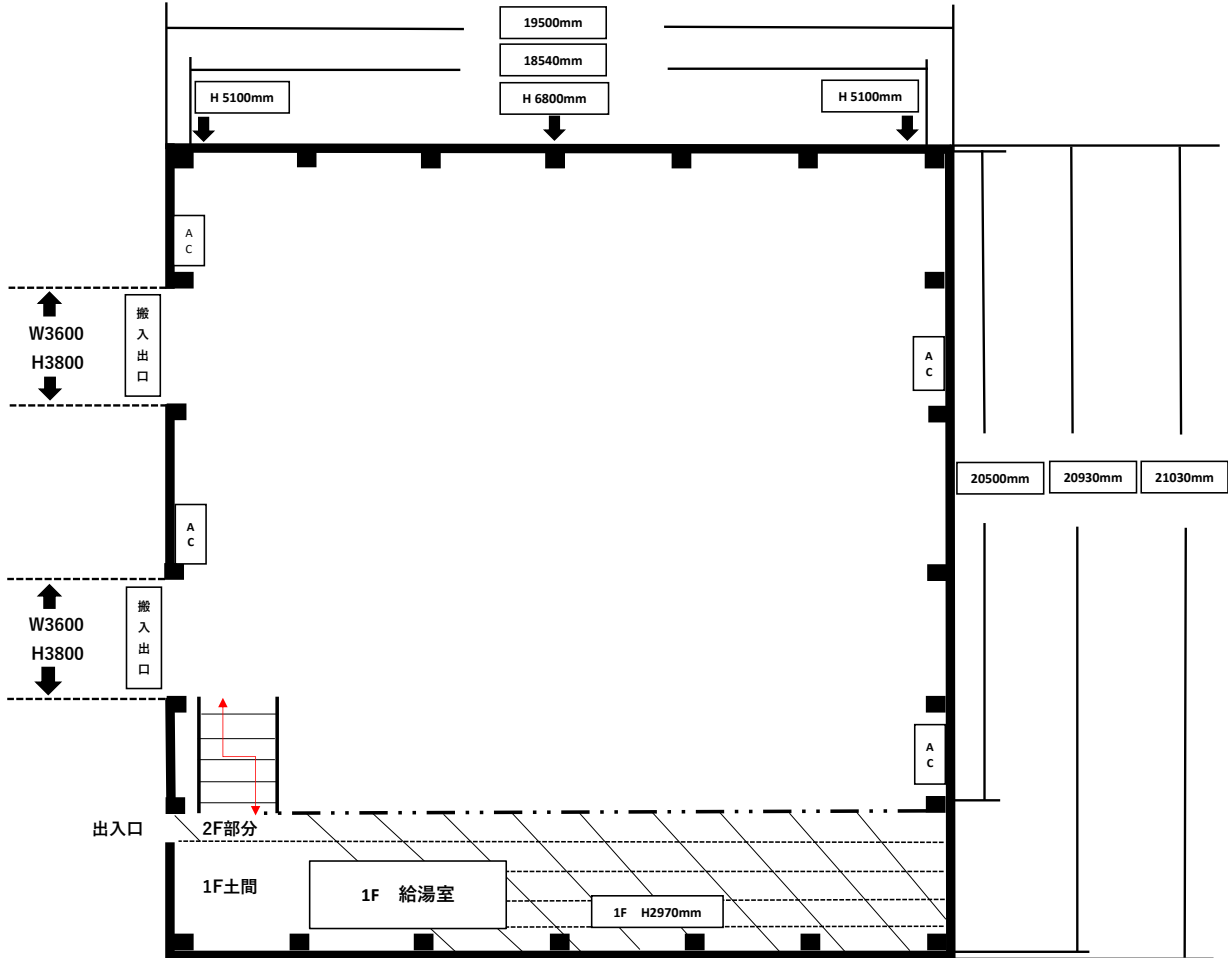 19500mm
18540mm
H 5100mm
H 6800mm
H 5100mm
A
C
W3600
H3800
搬
入
出
口
A
C
20500mm
20930mm
21030mm
A
C
W3600
H3800
搬
入
出
口
A
C
出入口
2F部分
1F土間
1F 給湯室
1F H2970mm